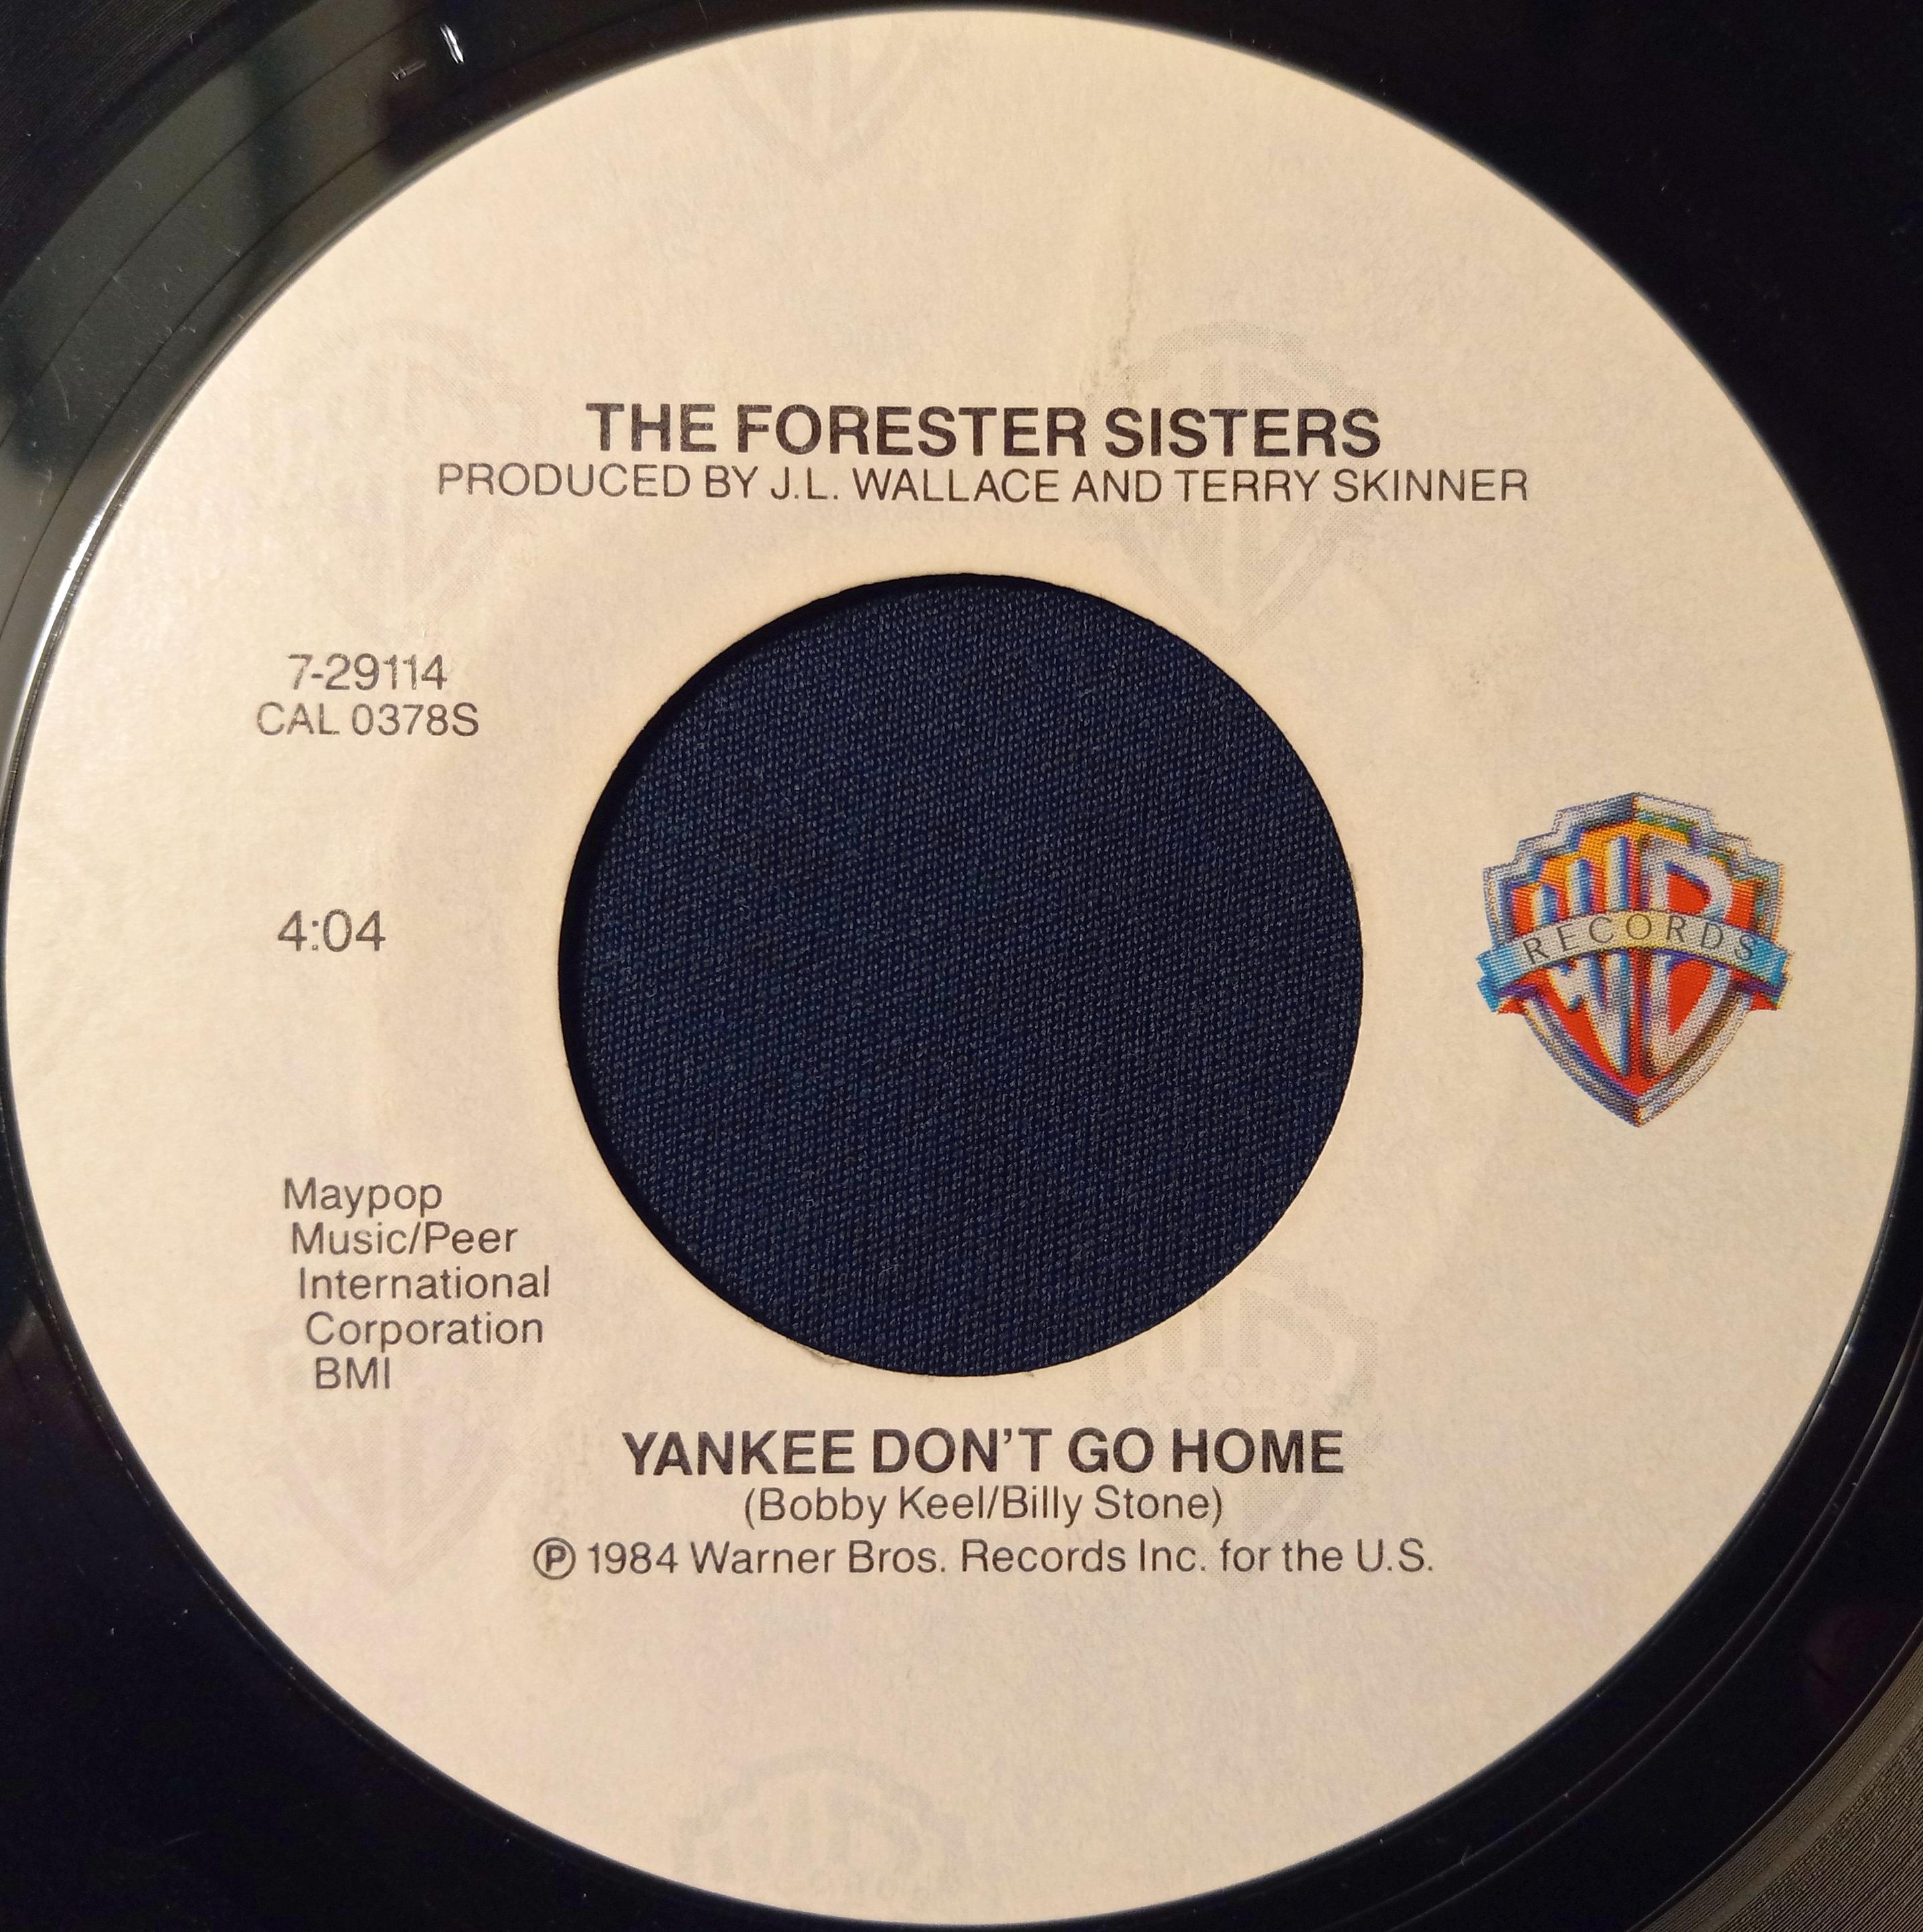 THE FORESTER SISTERS
PRODUCED BY J.L. WALLACE AND TERRY SKINNER
7-29114
CAL 0378S
4:04
WB
RECORDS
Maypop
Music/Peer
International
Corporation
BMI
YANKEE DON'T GO HOME
(Bobby Keel/Billy Stone)
Ⓟ 1984 Warner Bros. Records Inc. for the U.S.